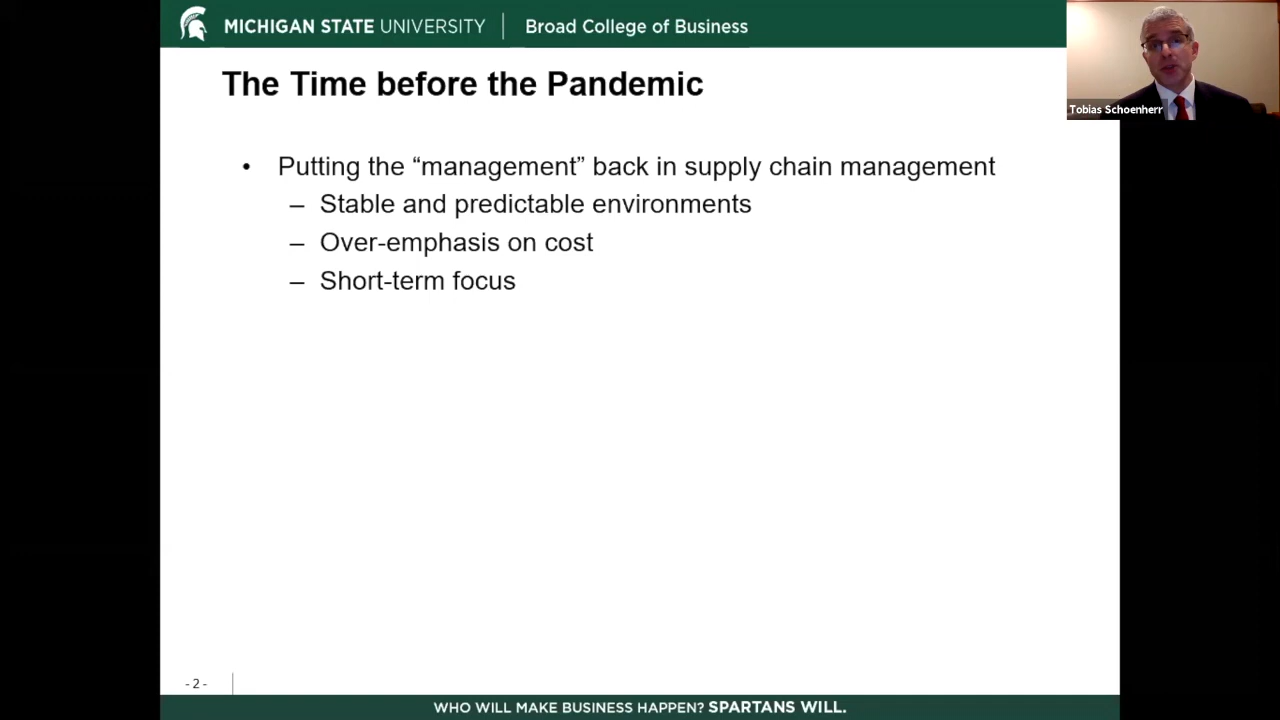 MICHIGAN STATE UNIVERSITY | Broad College of Business
Tobias Schoenherr
The Time before the Pandemic
• Putting the “management” back in supply chain management
– Stable and predictable environments
– Over-emphasis on cost
– Short-term focus
- 2 -
WHO WILL MAKE BUSINESS HAPPEN? SPARTANS WILL.